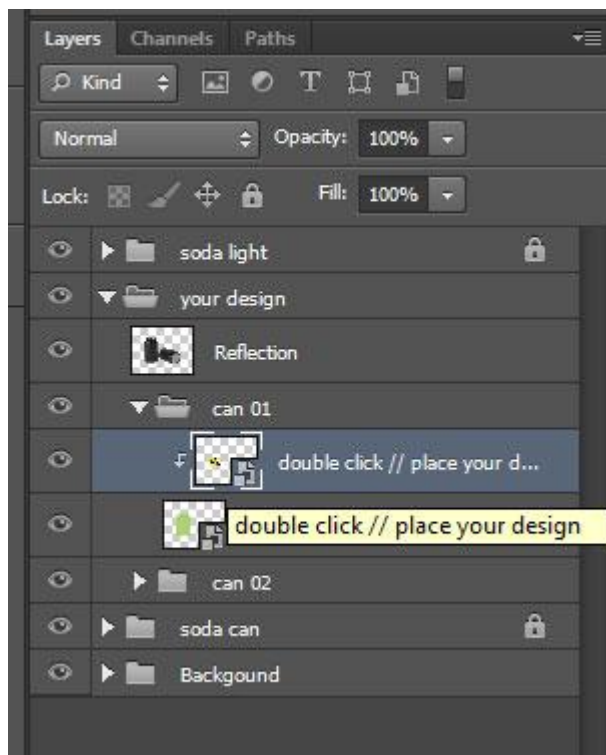 Layers Channels Paths
Kind T
Normal Opacity: 100%
Lock: Fill: 100%
soda light
your design
Reflection
can 01
double click // place your d...
double click // place your design
can 02
soda can
Backgound